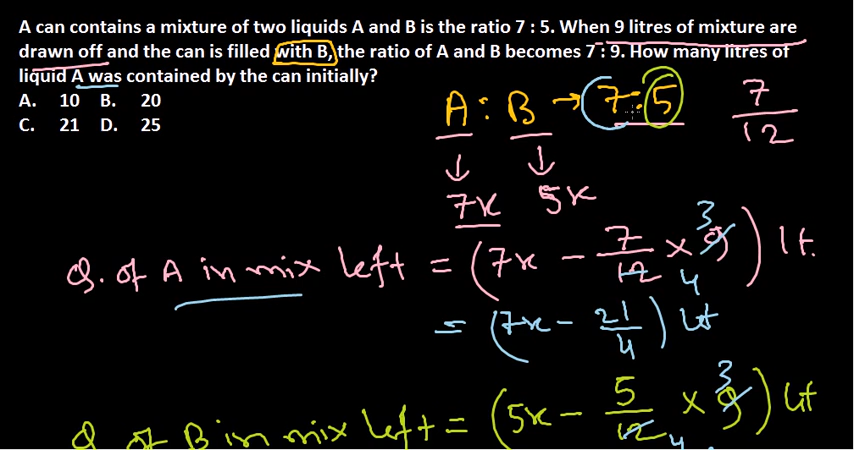 A can contains a mixture of two liquids A and B is the ratio 7 : 5. When 9 litres of mixture are
drawn off and the can is filled with B, the ratio of A and B becomes 7 : 9. How many litres of
liquid A was contained by the can initially?
A. 10 B. 20
C. 21 D. 25
A : B → 7:5 7/12
↓ ↓
7x 5x
Q. of A in mix left = (7x - 7/12 × 9) lt.
3
4
= (7x - 21/4) lt
Q of B in mix left = (5x - 5/12 × 9) lt
3
4